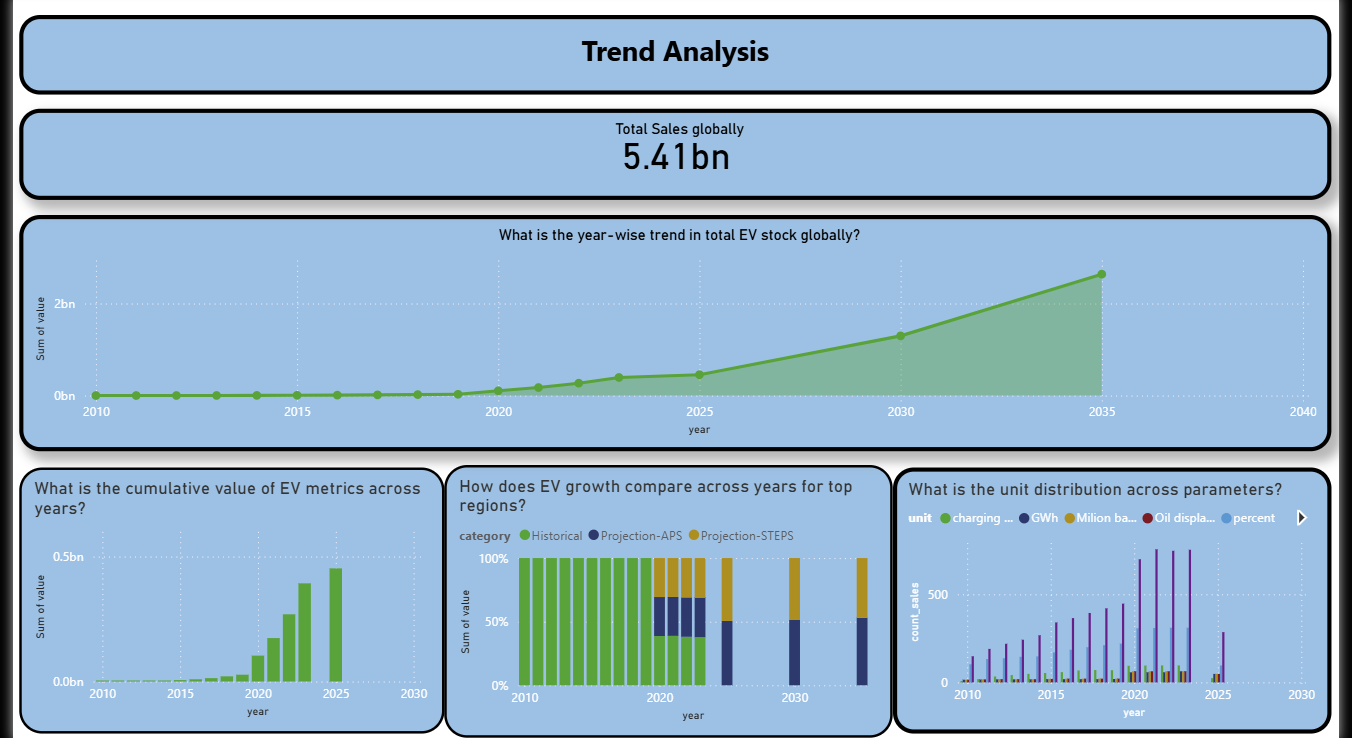 Trend Analysis
Total Sales globally
5.41bn
What is the year-wise trend in total EV stock globally?
Sum of value
2bn
0bn
2010 2015 2020 2025 2030 2035 2040
year
What is the cumulative value of EV metrics across
years?
Sum of value
0.5bn
0.0bn
2010 2015 2020 2025 2030
year
How does EV growth compare across years for top
regions?
category Historical Projection-APS Projection-STEPS
Sum of value
100%
50%
0%
2010 2020 2030
year
What is the unit distribution across parameters?
unit charging ... GWh Milion ba... Oil displa... percent
count_sales
500
0
2010 2015 2020 2025 2030
year